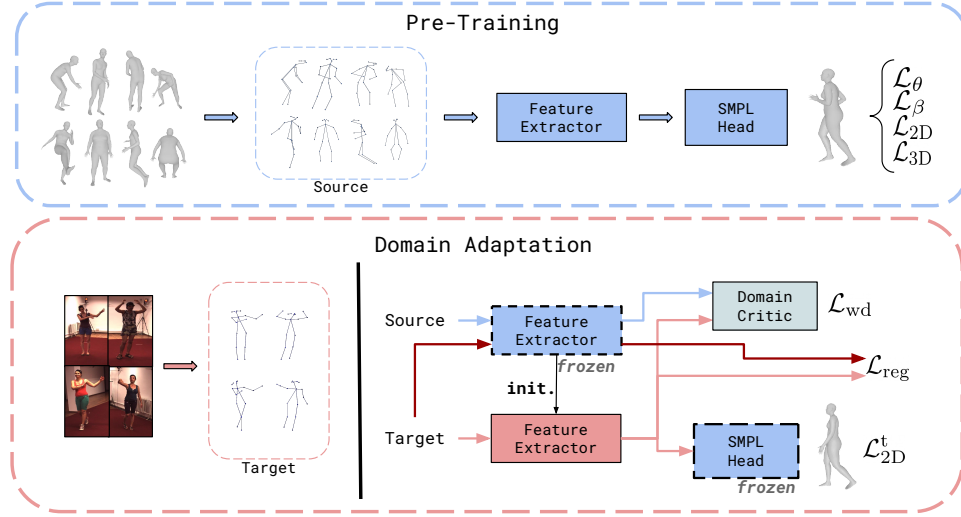 Pre-Training
Source
Feature
Extractor
SMPL
Head
ℒθ
ℒβ
ℒ2D
ℒ3D
Domain Adaptation
Target
Source
Target
Feature
Extractor
frozen
init.
Feature
Extractor
Domain
Critic
ℒwd
ℒreg
SMPL
Head
frozen
ℒt2D